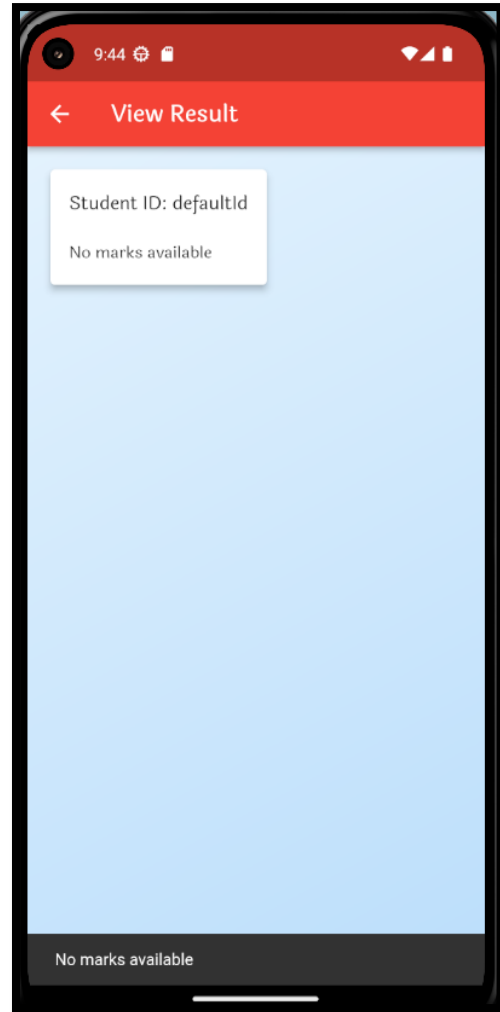 9:44
View Result
Student ID: defaultId
No marks available
No marks available